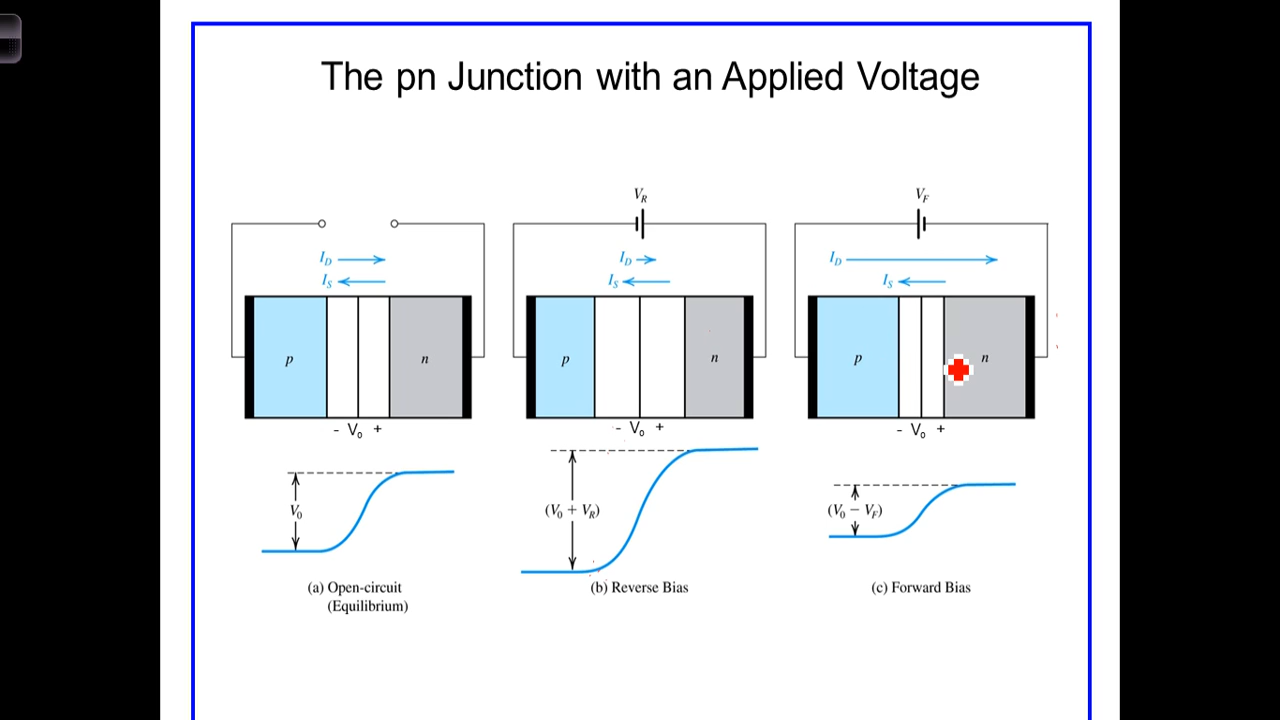 The pn Junction with an Applied Voltage
V_R
V_F
I_D
I_D
I_D
I_S
I_S
I_S
p
n
p
n
p
n
- V₀ +
- V₀ +
- V₀ +
V₀
(V₀ + V_R)
(V₀ − V_F)
(a) Open-circuit
(Equilibrium)
(b) Reverse Bias
(c) Forward Bias